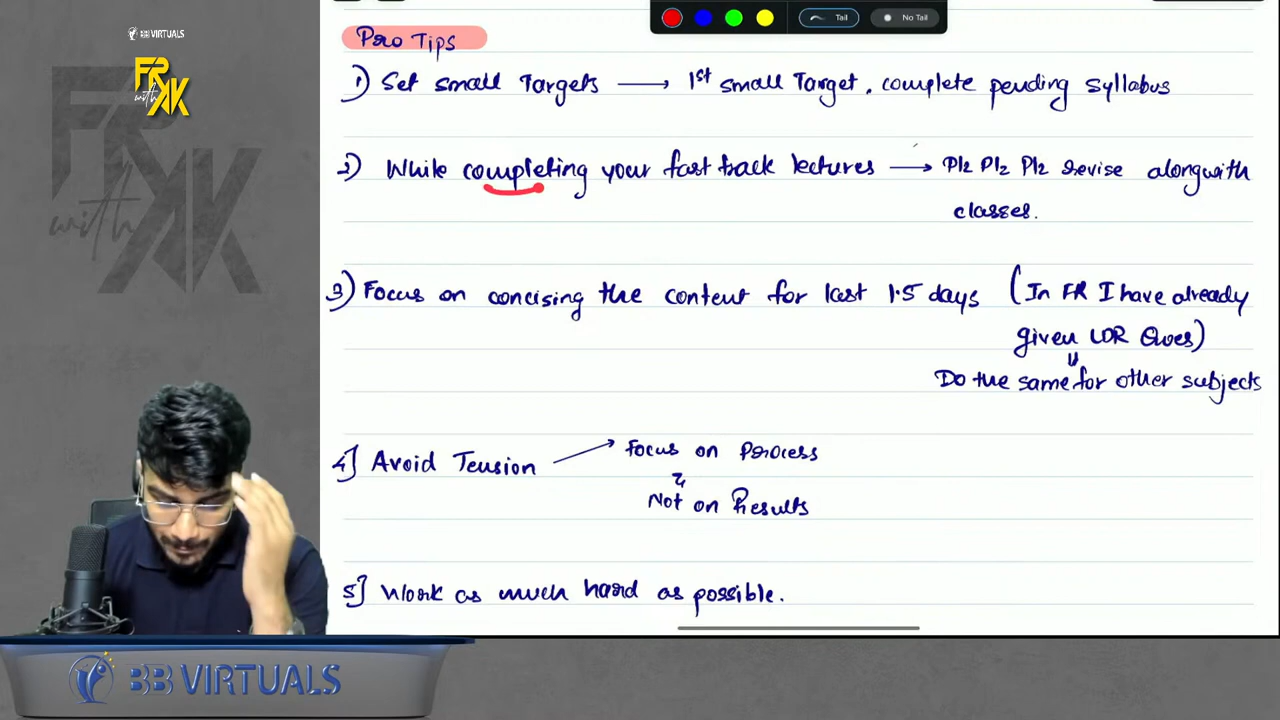 BB VIRTUALS
FR
with
AK
FR
with
AK
Tail
No Tail
Pro Tips
1) Set small Targets → 1st small Target. complete pending syllabus
2) While completing your fast track lectures → Plz Plz Plz revise alongwith
classes.
3) Focus on concising the content for last 1.5 days (In FR I have already
given LDR Ques)
Do the same for other subjects
4] Avoid Tension → Focus on Process
&
Not on Results
5] Work as much hard as possible.
BB VIRTUALS